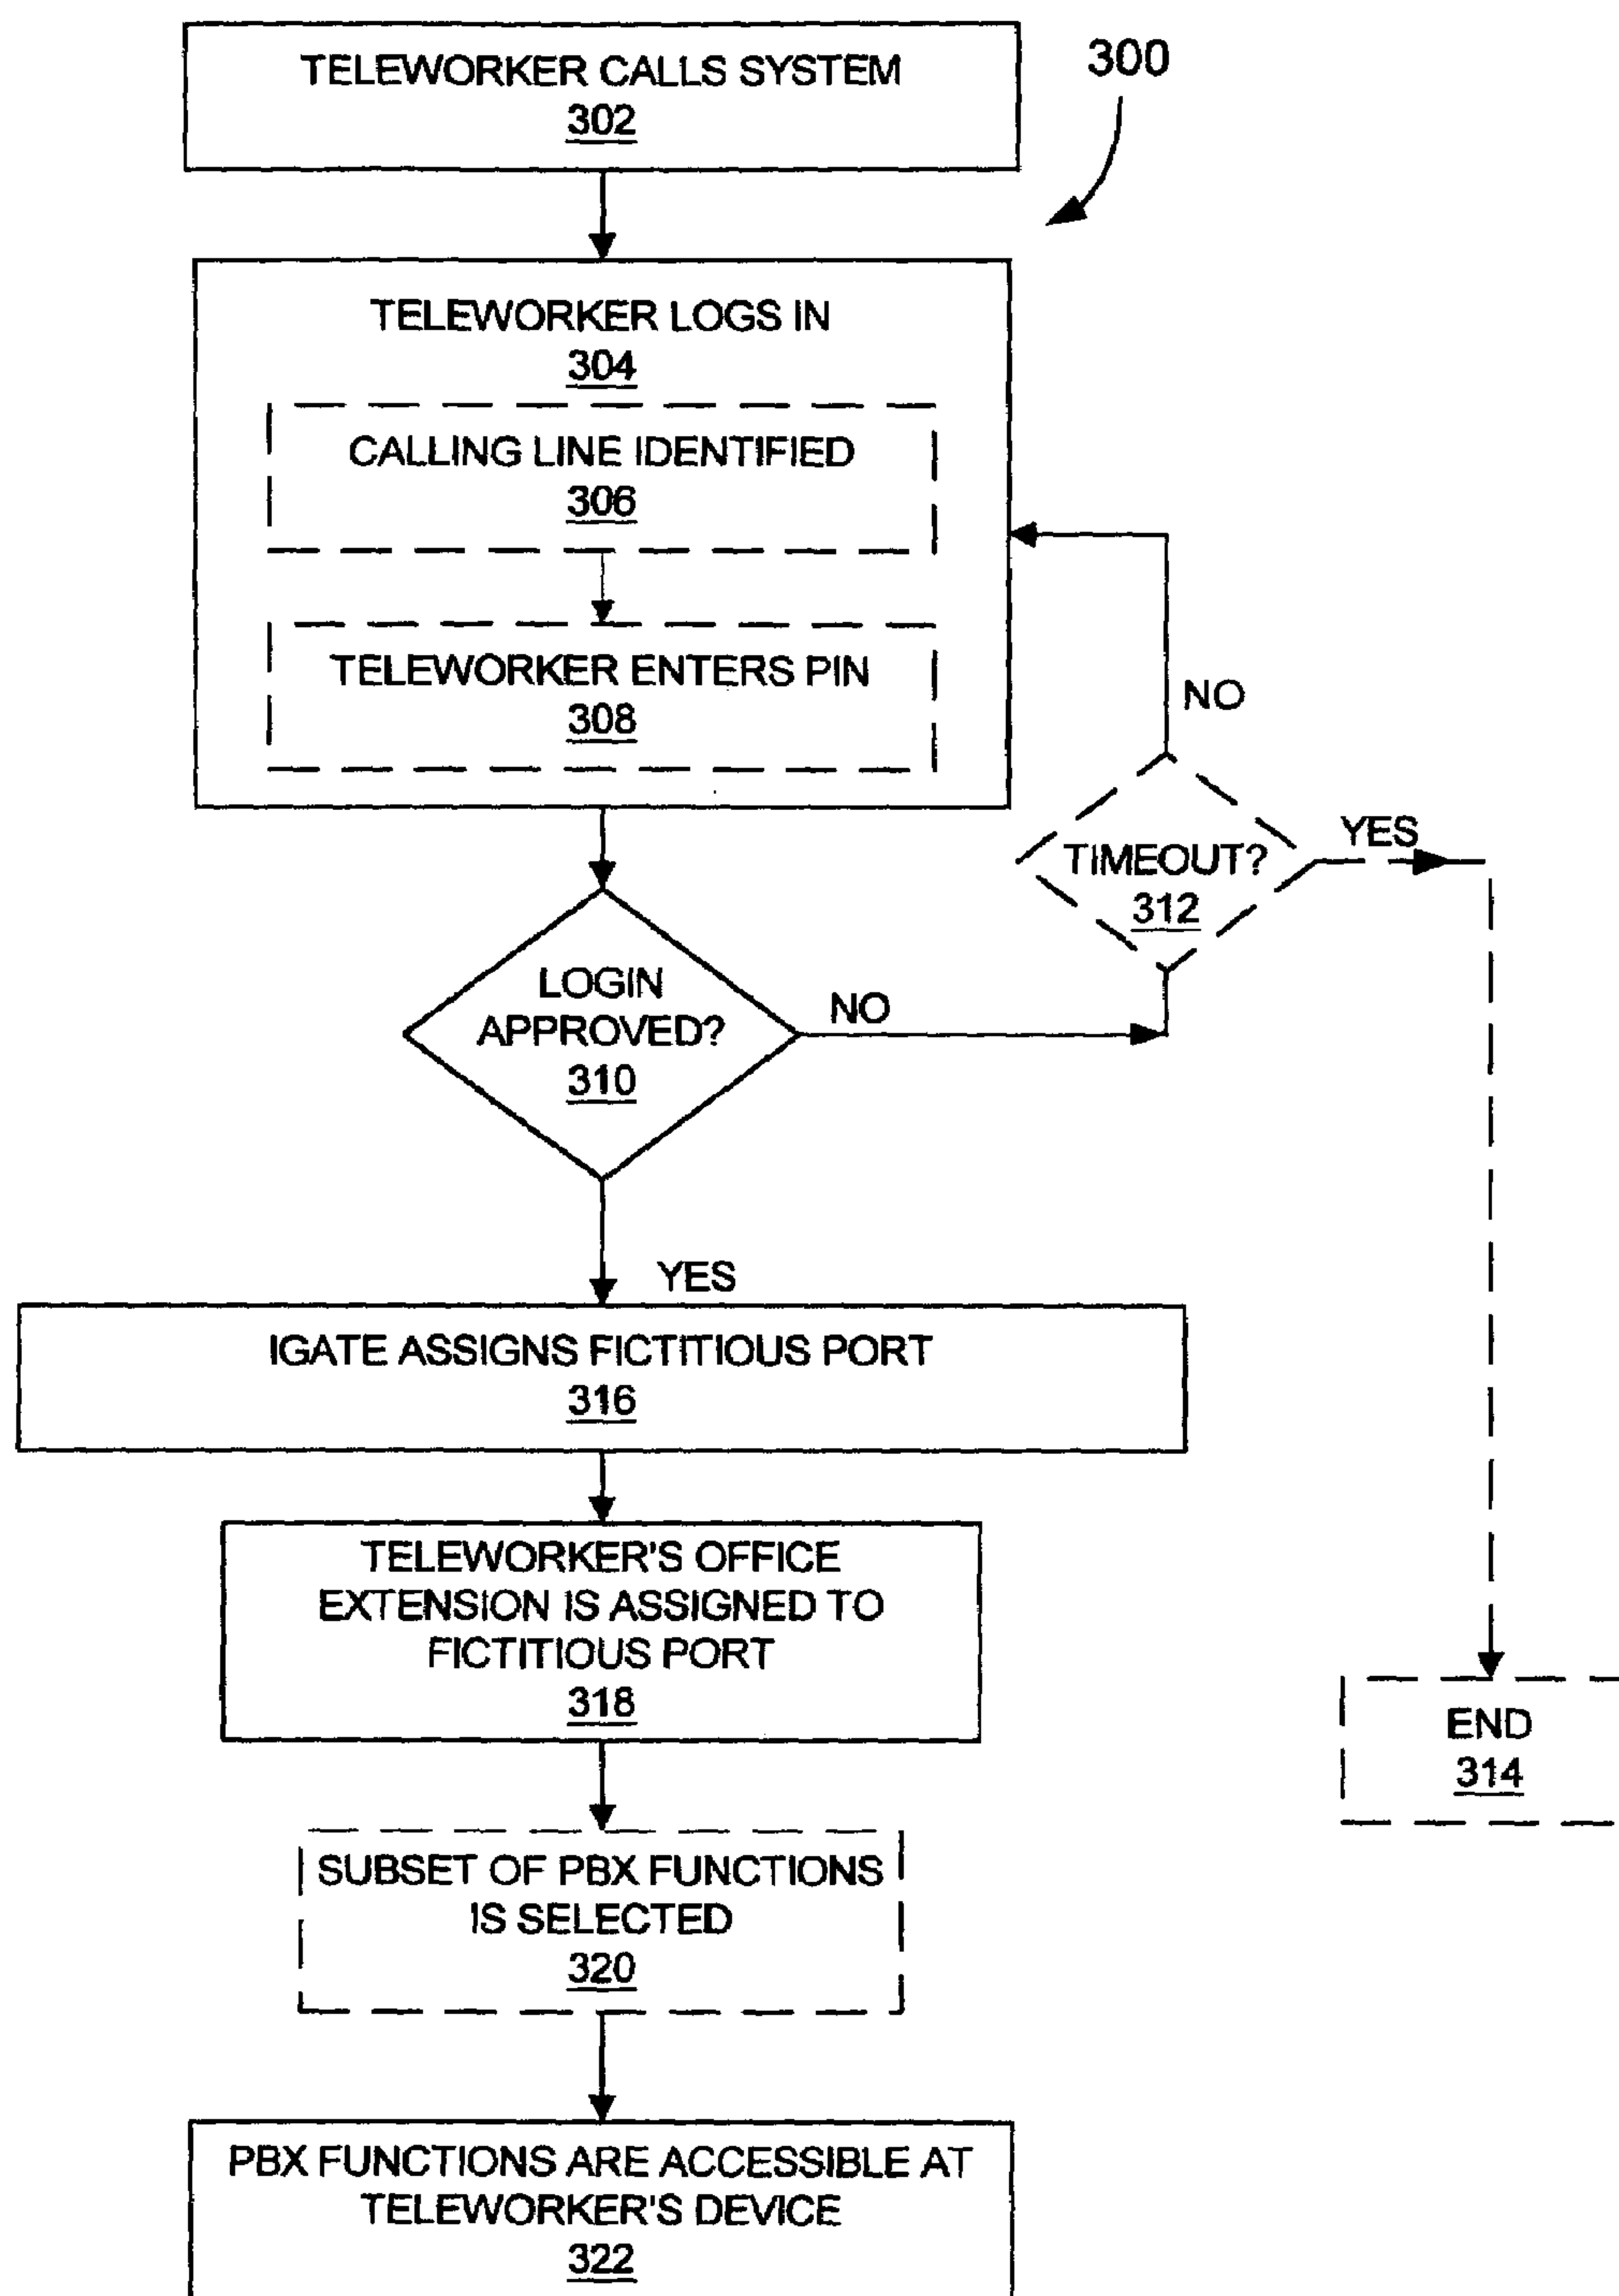 TELEWORKER CALLS SYSTEM
302
300
TELEWORKER LOGS IN
304
CALLING LINE IDENTIFIED
306
TELEWORKER ENTERS PIN
308
NO
TIMEOUT?
312
YES
LOGIN
APPROVED?
310
NO
YES
IGATE ASSIGNS FICTITIOUS PORT
316
TELEWORKER'S OFFICE
EXTENSION IS ASSIGNED TO
FICTITIOUS PORT
318
END
314
SUBSET OF PBX FUNCTIONS
IS SELECTED
320
PBX FUNCTIONS ARE ACCESSIBLE AT
TELEWORKER'S DEVICE
322